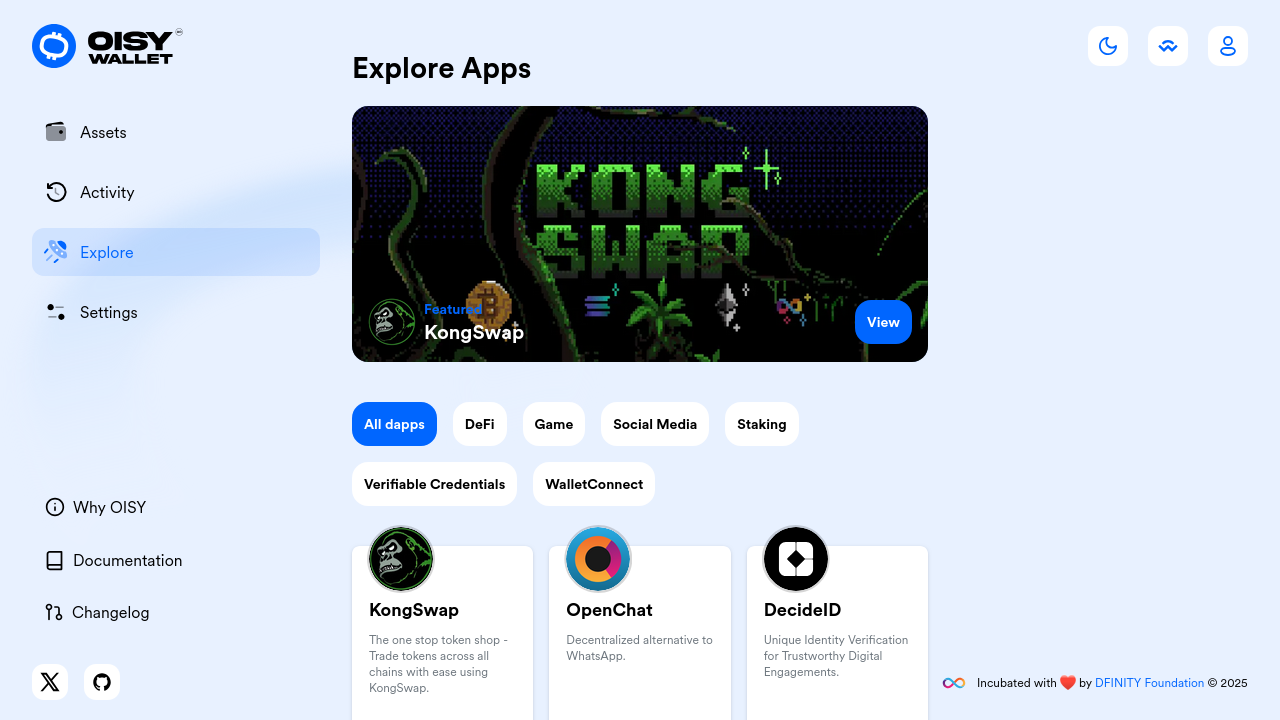 OISY
WALLET
Explore Apps
Assets
Activity
Explore
Settings
KONG
SWAP
Featured
KongSwap
View
All dapps
DeFi
Game
Social Media
Staking
Verifiable Credentials
WalletConnect
Why OISY
Documentation
Changelog
KongSwap
The one stop token shop -
Trade tokens across all
chains with ease using
KongSwap.
OpenChat
Decentralized alternative to
WhatsApp.
DecideID
Unique Identity Verification
for Trustworthy Digital
Engagements.
Incubated with ❤️ by DFINITY Foundation © 2025